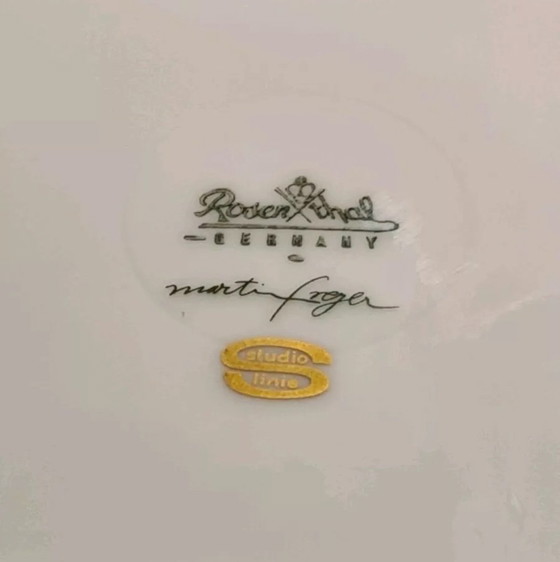 Rosenthal
GERMANY
martin freyer
studio
linie